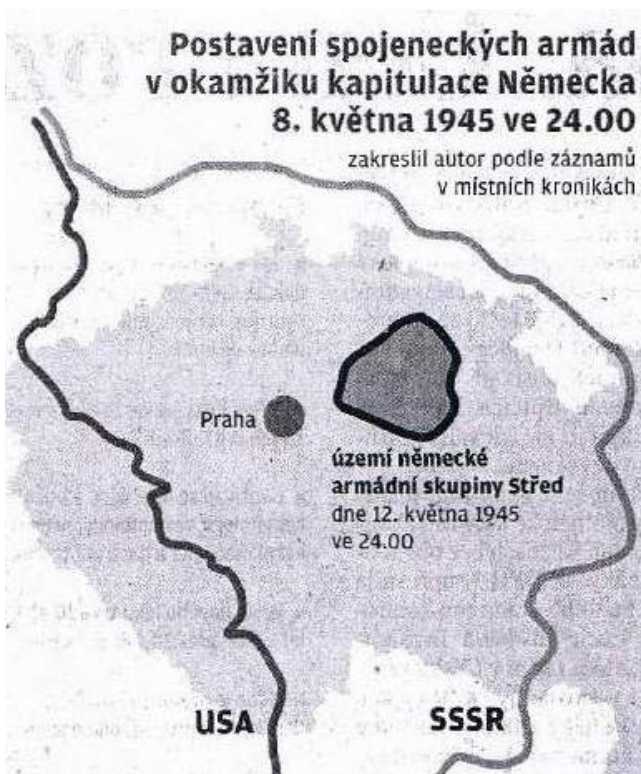 Postavení spojeneckých armád
v okamžiku kapitulace Německa
8. května 1945 ve 24.00
zakreslil autor podle záznamů
v místních kronikách
Praha
území německé
armádní skupiny Střed
dne 12. května 1945
ve 24.00
USA
SSSR